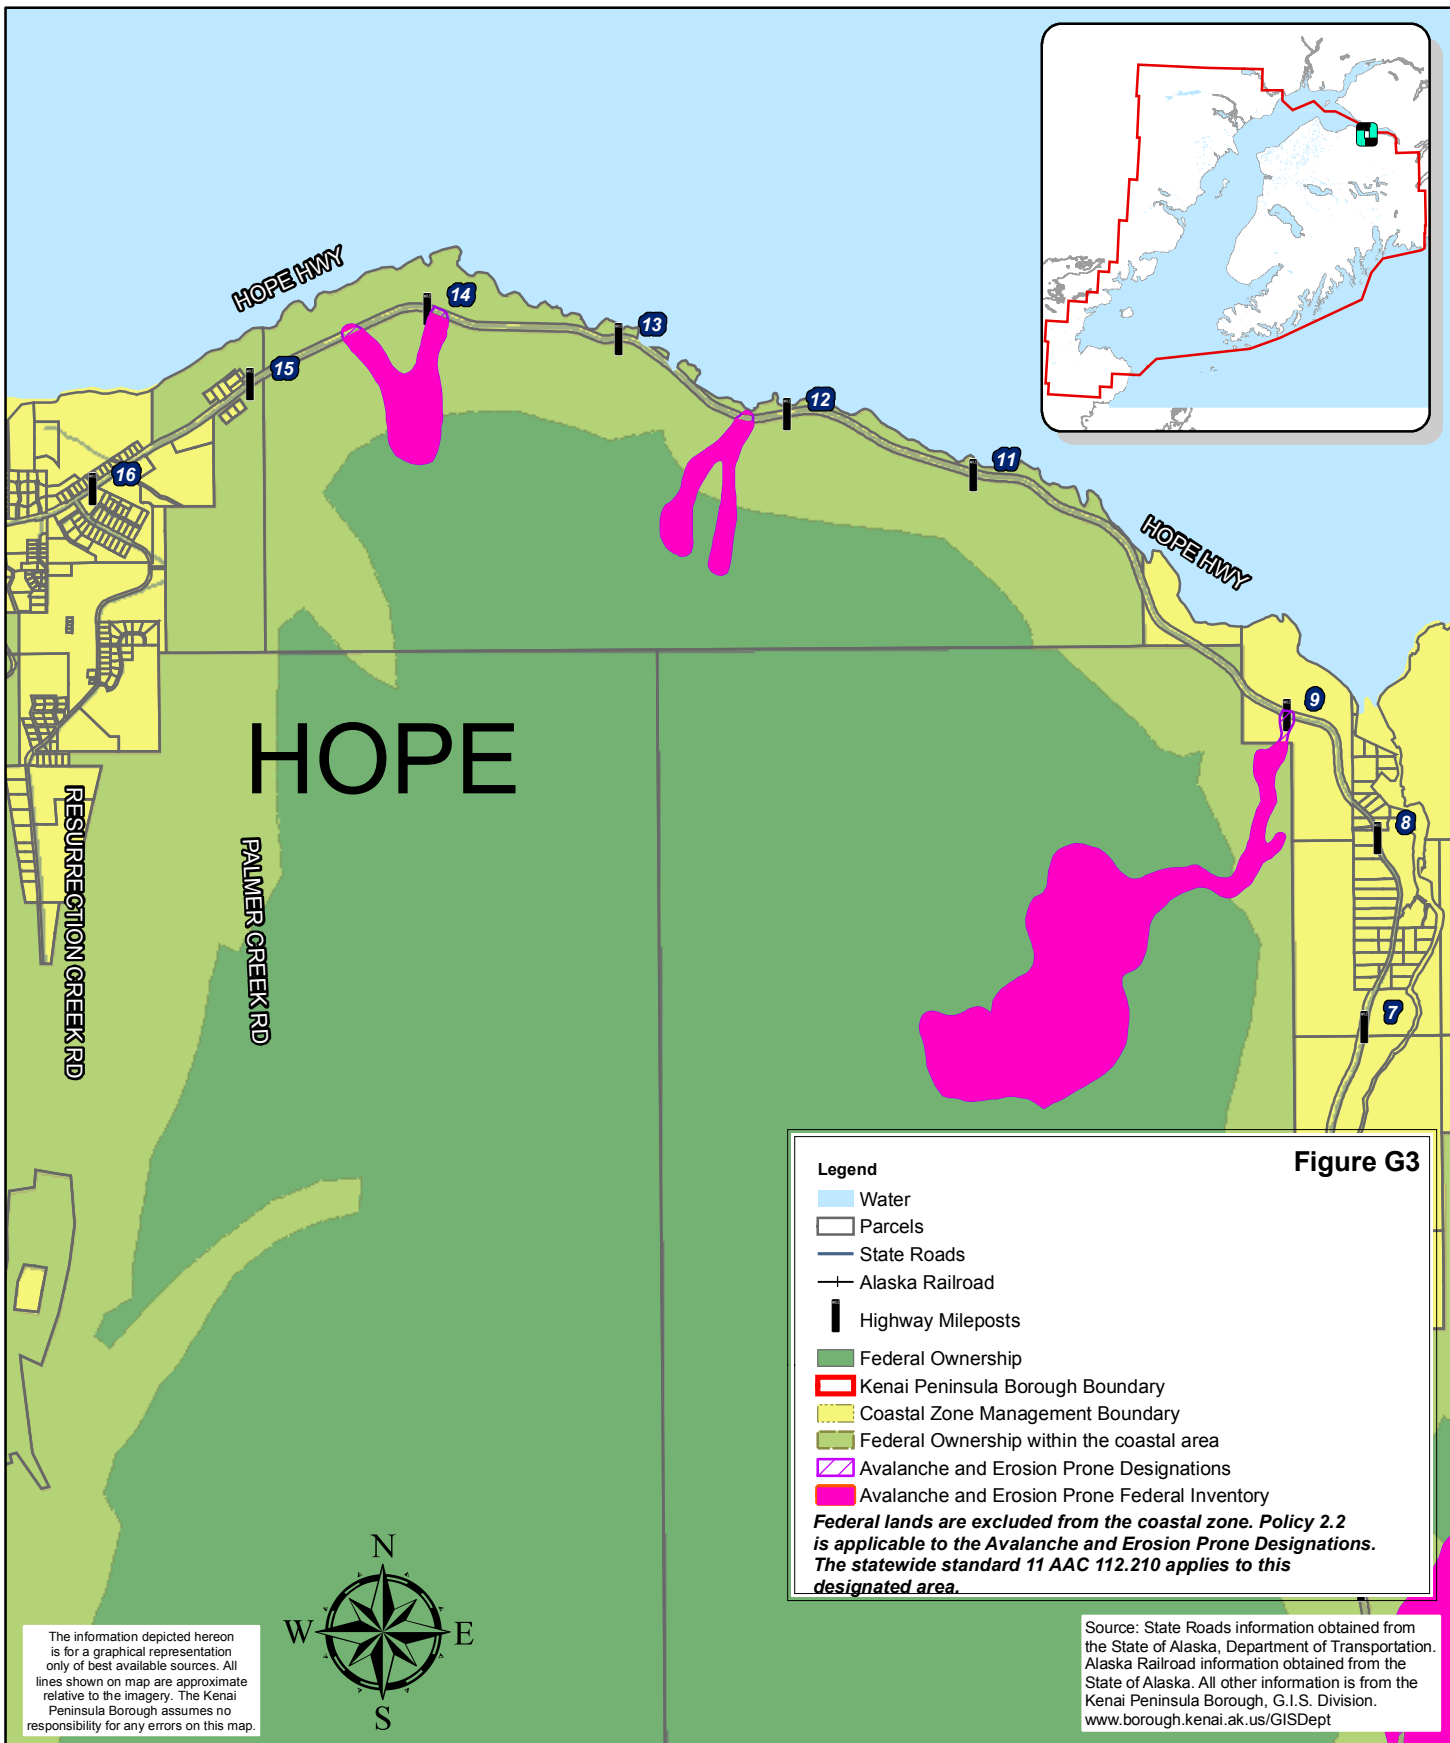 HOPE HWY
14
13
15
12
16
11
HOPE HWY
9
HOPE
8
RESURRECTION CREEK RD
PALMER CREEK RD
7
Figure G3
Legend
Water
Parcels
State Roads
Alaska Railroad
Highway Mileposts
Federal Ownership
Kenai Peninsula Borough Boundary
Coastal Zone Management Boundary
Federal Ownership within the coastal area
Avalanche and Erosion Prone Designations
Avalanche and Erosion Prone Federal Inventory
Federal lands are excluded from the coastal zone. Policy 2.2
is applicable to the Avalanche and Erosion Prone Designations.
The statewide standard 11 AAC 112.210 applies to this
designated area.
N
W E
S
The information depicted hereon
is for a graphical representation
only of best available sources. All
lines shown on map are approximate
relative to the imagery. The Kenai
Peninsula Borough assumes no
responsibility for any errors on this map.
Source: State Roads information obtained from
the State of Alaska, Department of Transportation.
Alaska Railroad information obtained from the
State of Alaska. All other information is from the
Kenai Peninsula Borough, G.I.S. Division.
www.borough.kenai.ak.us/GISDept